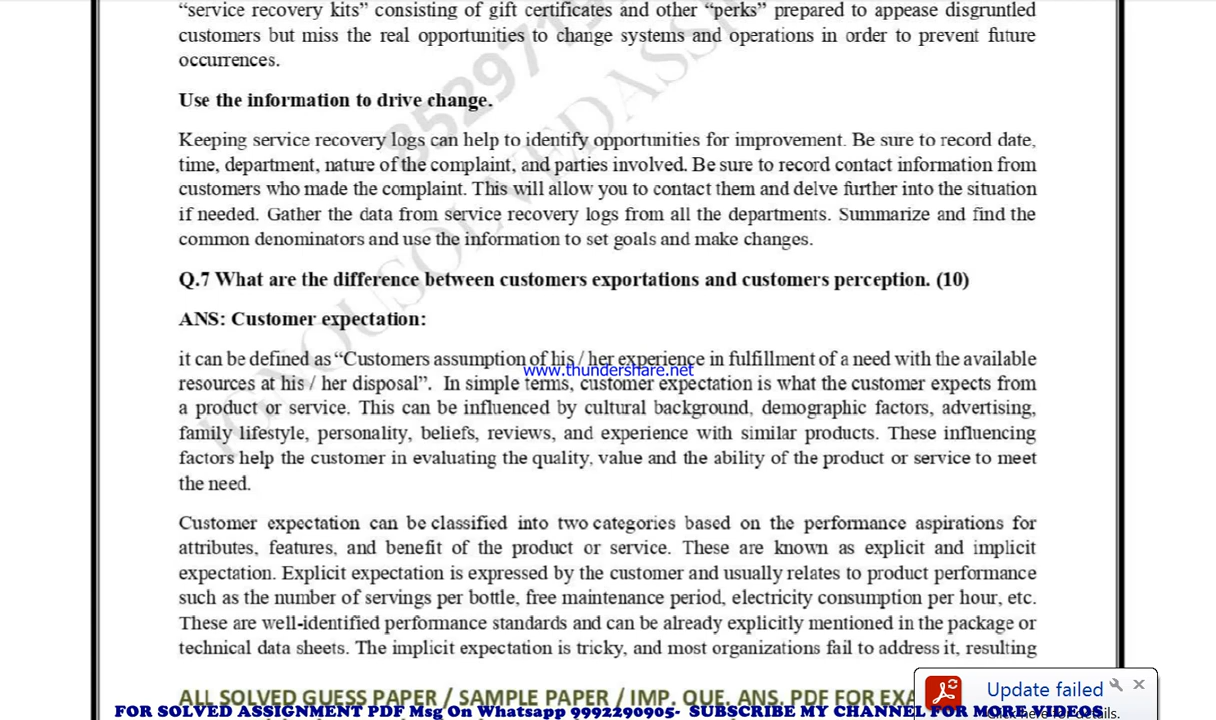 “service recovery kits” consisting of gift certificates and other “perks” prepared to appease disgruntled
customers but miss the real opportunities to change systems and operations in order to prevent future
occurrences.
Use the information to drive change.
Keeping service recovery logs can help to identify opportunities for improvement. Be sure to record date,
time, department, nature of the complaint, and parties involved. Be sure to record contact information from
customers who made the complaint. This will allow you to contact them and delve further into the situation
if needed. Gather the data from service recovery logs from all the departments. Summarize and find the
common denominators and use the information to set goals and make changes.
Q.7 What are the difference between customers exportations and customers perception. (10)
ANS: Customer expectation:
it can be defined as “Customers assumption of his / her experience in fulfillment of a need with the available
www.thundershare.net
resources at his / her disposal”. In simple terms, customer expectation is what the customer expects from
a product or service. This can be influenced by cultural background, demographic factors, advertising,
family lifestyle, personality, beliefs, reviews, and experience with similar products. These influencing
factors help the customer in evaluating the quality, value and the ability of the product or service to meet
the need.
Customer expectation can be classified into two categories based on the performance aspirations for
attributes, features, and benefit of the product or service. These are known as explicit and implicit
expectation. Explicit expectation is expressed by the customer and usually relates to product performance
such as the number of servings per bottle, free maintenance period, electricity consumption per hour, etc.
These are well-identified performance standards and can be already explicitly mentioned in the package or
technical data sheets. The implicit expectation is tricky, and most organizations fail to address it, resulting
ALL SOLVED GUESS PAPER / SAMPLE PAPER / IMP. QUE. ANS. PDF FOR EXA
Update failed
FOR SOLVED ASSIGNMENT PDF Msg On Whatsapp 9992290905- SUBSCRIBE MY CHANNEL FOR MORE VIDEOS